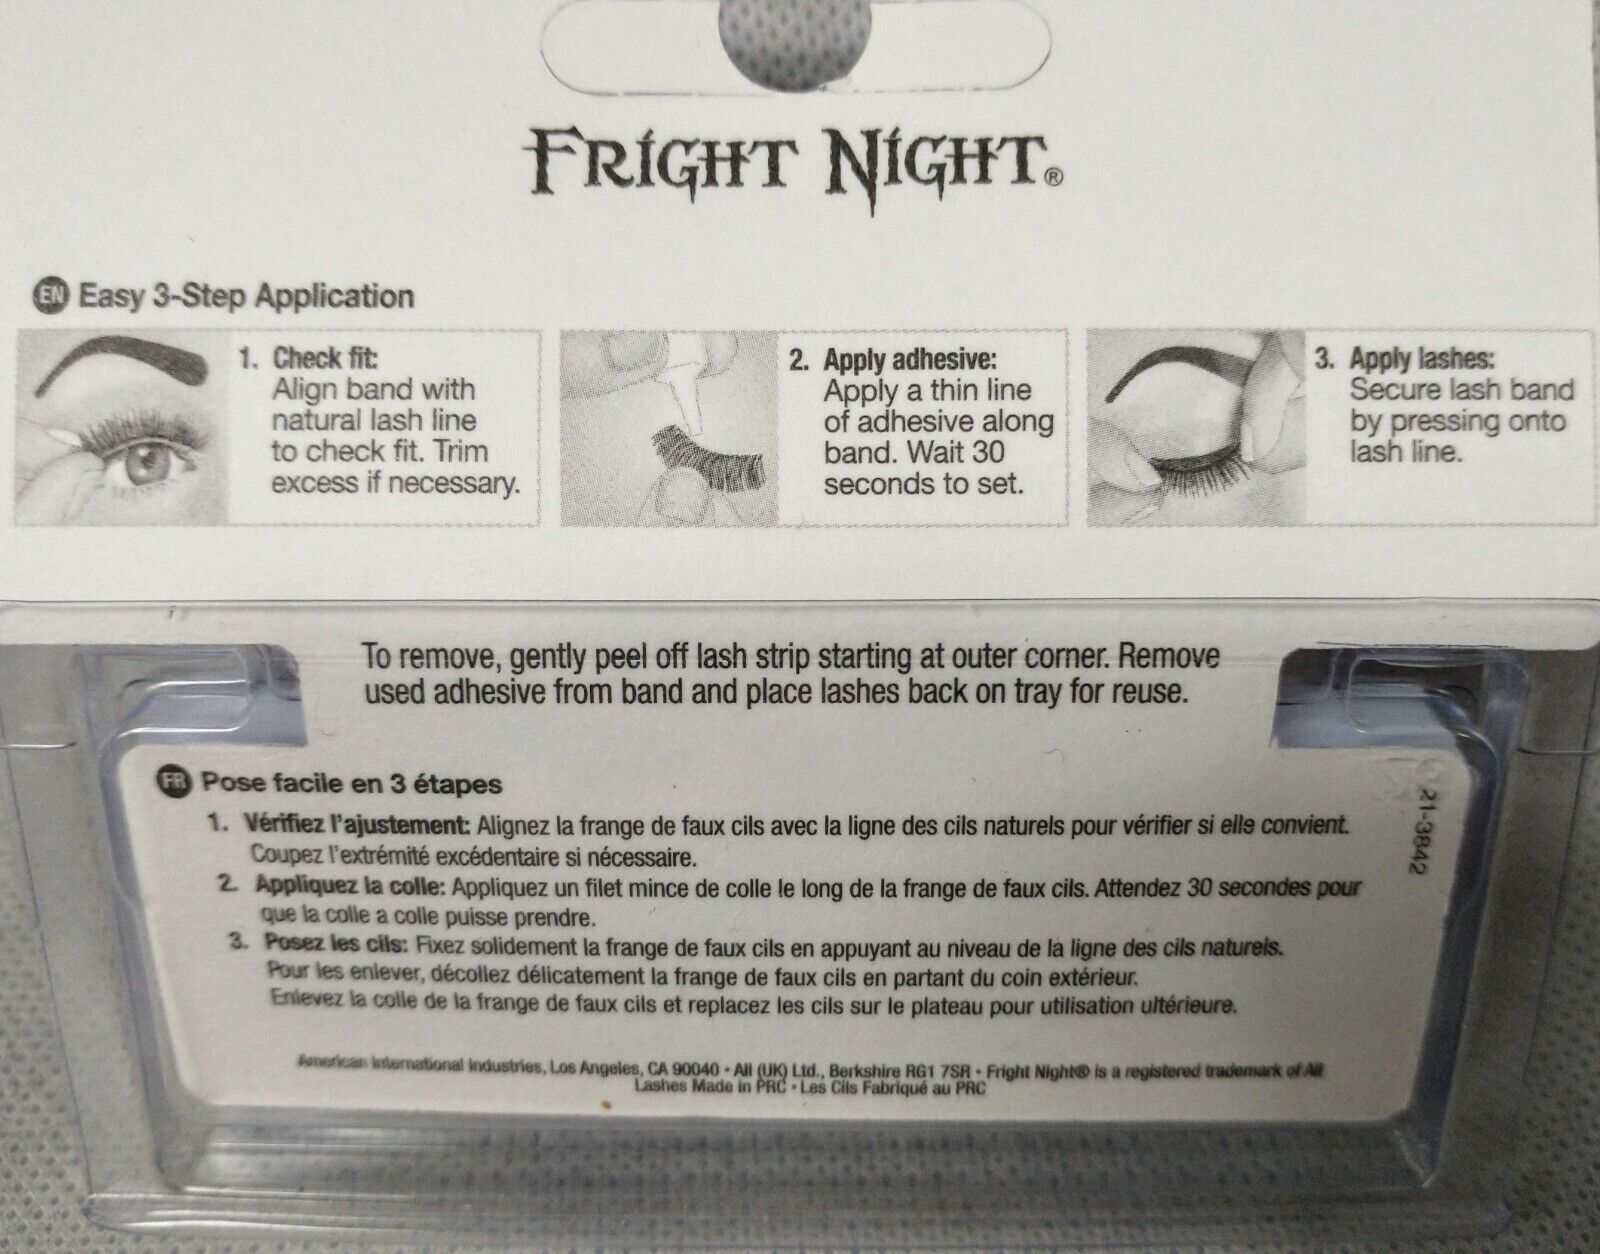 FRIGHT NIGHT®
EN Easy 3-Step Application
1. Check fit:
Align band with
natural lash line
to check fit. Trim
excess if necessary.
2. Apply adhesive:
Apply a thin line
of adhesive along
band. Wait 30
seconds to set.
3. Apply lashes:
Secure lash band
by pressing onto
lash line.
To remove, gently peel off lash strip starting at outer corner. Remove
used adhesive from band and place lashes back on tray for reuse.
FR Pose facile en 3 étapes
1. Vérifiez l'ajustement: Alignez la frange de faux cils avec la ligne des cils naturels pour vérifier si elle convient.
Coupez l'extrémité excédentaire si nécessaire.
2. Appliquez la colle: Appliquez un filet mince de colle le long de la frange de faux cils. Attendez 30 secondes pour
que la colle a colle puisse prendre.
3. Posez les cils: Fixez solidement la frange de faux cils en appuyant au niveau de la ligne des cils naturels.
Pour les enlever, décollez délicatement la frange de faux cils en partant du coin extérieur.
Enlevez la colle de la frange de faux cils et replacez les cils sur le plateau pour utilisation ultérieure.
21-3842
American International Industries, Los Angeles, CA 90040 • AII (UK) Ltd., Berkshire RG1 7SR • Fright Night® is a registered trademark of AII
Lashes Made in PRC • Les Cils Fabriqué au PRC